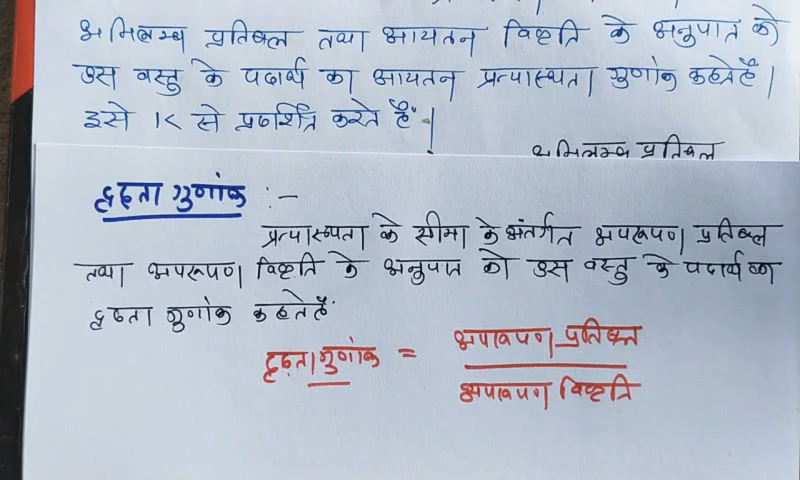 अभिलम्ब प्रतिबल तथा आयतन विकृति के अनुपात को
उस वस्तु के पदार्थ का आयतन प्रत्यास्थता गुणांक कहते हैं।
इसे K से प्रदर्शित करते हैं।
अभिलम्ब प्रतिबल
दृढ़ता गुणांक :-
प्रत्यास्थता के सीमा के अंतर्गत अपरूपण प्रतिबल
तथा अपरूपण विकृति के अनुपात को उस वस्तु के पदार्थ का
दृढता गुणांक कहते हैं
दृढ़ता गुणांक = अपरूपण प्रतिबल
अपरूपण विकृति